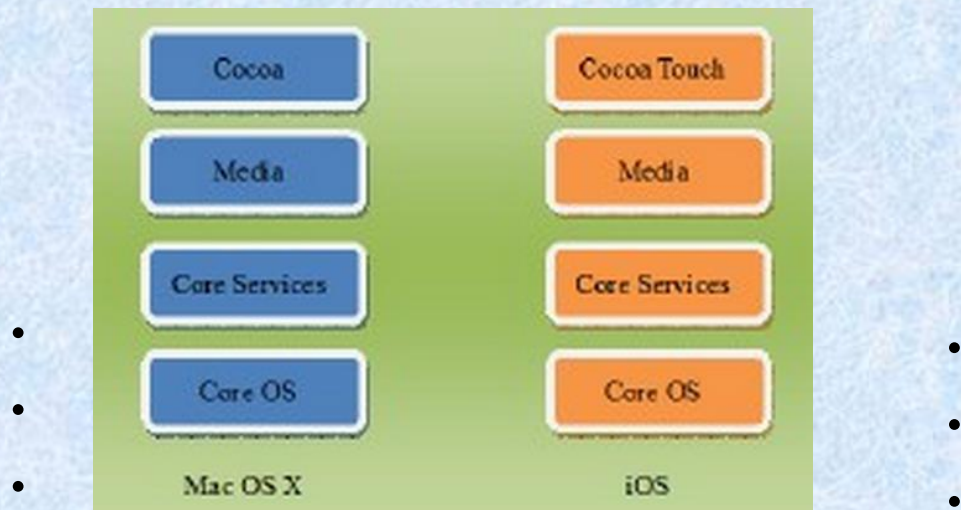 Cocoa
Media
Core Services
Core OS
Mac OS X
Cocoa Touch
Media
Core Services
Core OS
iOS